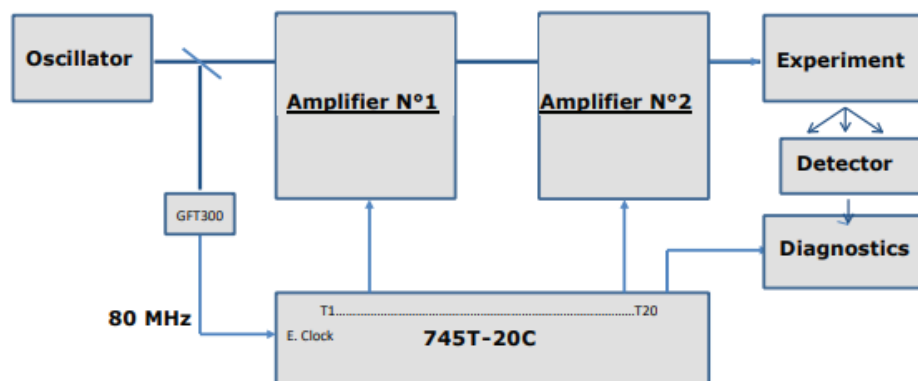 Oscillator
Amplifier N°1
Amplifier N°2
Experiment
Detector
GFT300
Diagnostics
80 MHz
T1......................................................................T20
E. Clock
745T-20C